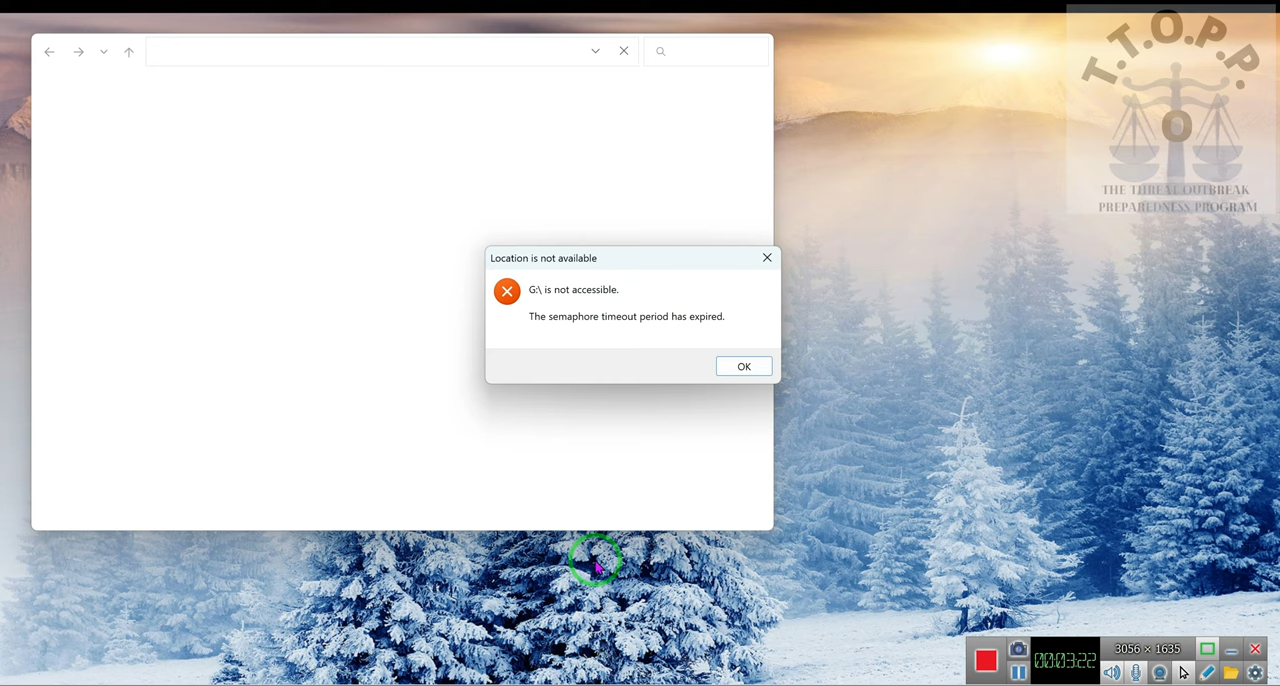 T.T.O.P.P.
O
THE THREAT OUTBREAK
PREPAREDNESS PROGRAM
Location is not available
G:\ is not accessible.
The semaphore timeout period has expired.
OK
00:03:22
3056 × 1635